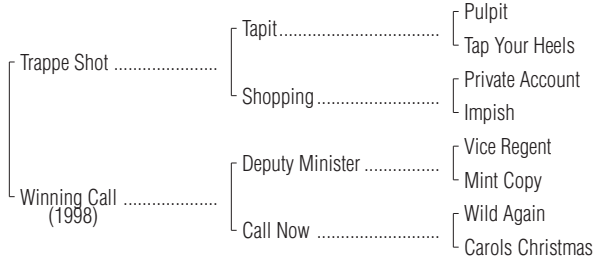 Pulpit
Tapit..............................
Tap Your Heels
Trappe Shot ....................
Private Account
Shopping.......................
Impish
Vice Regent
Deputy Minister ..............
Mint Copy
Winning Call ..................
(1998)
Wild Again
Call Now .......................
Carols Christmas